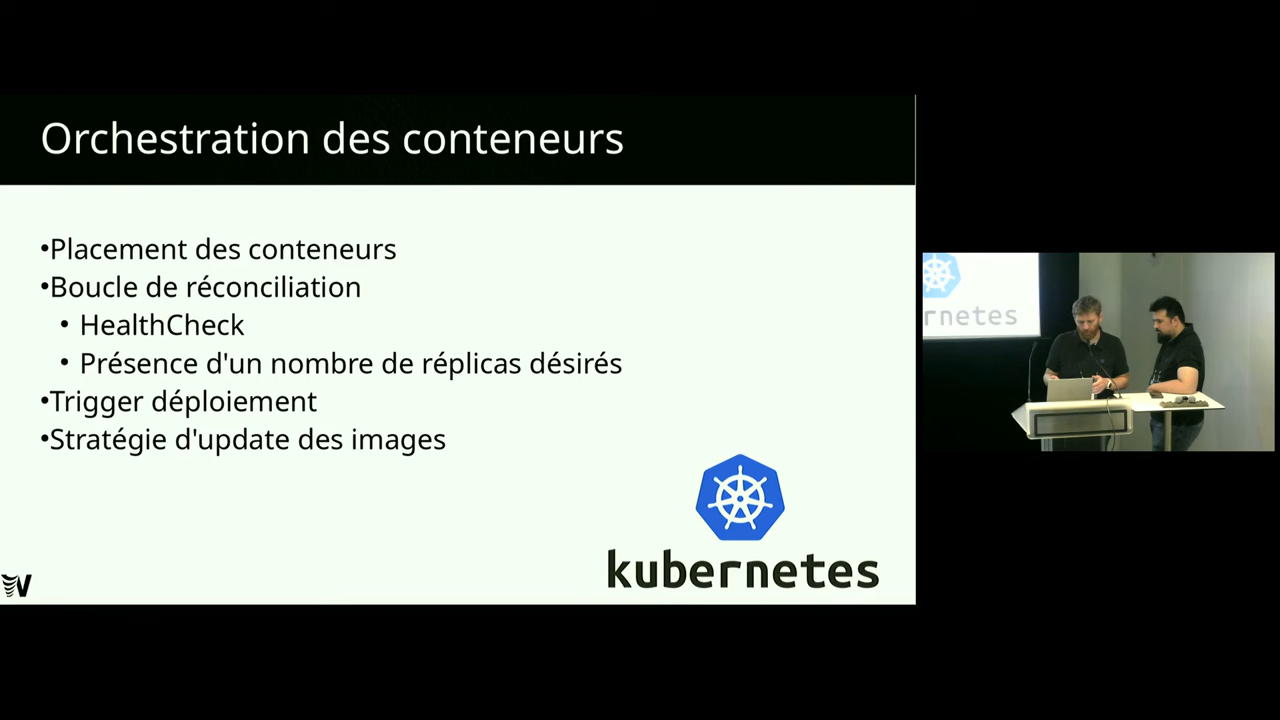 Orchestration des conteneurs
•Placement des conteneurs
•Boucle de réconciliation
• HealthCheck
• Présence d'un nombre de réplicas désirés
•Trigger déploiement
•Stratégie d'update des images
kubernetes
rnetes